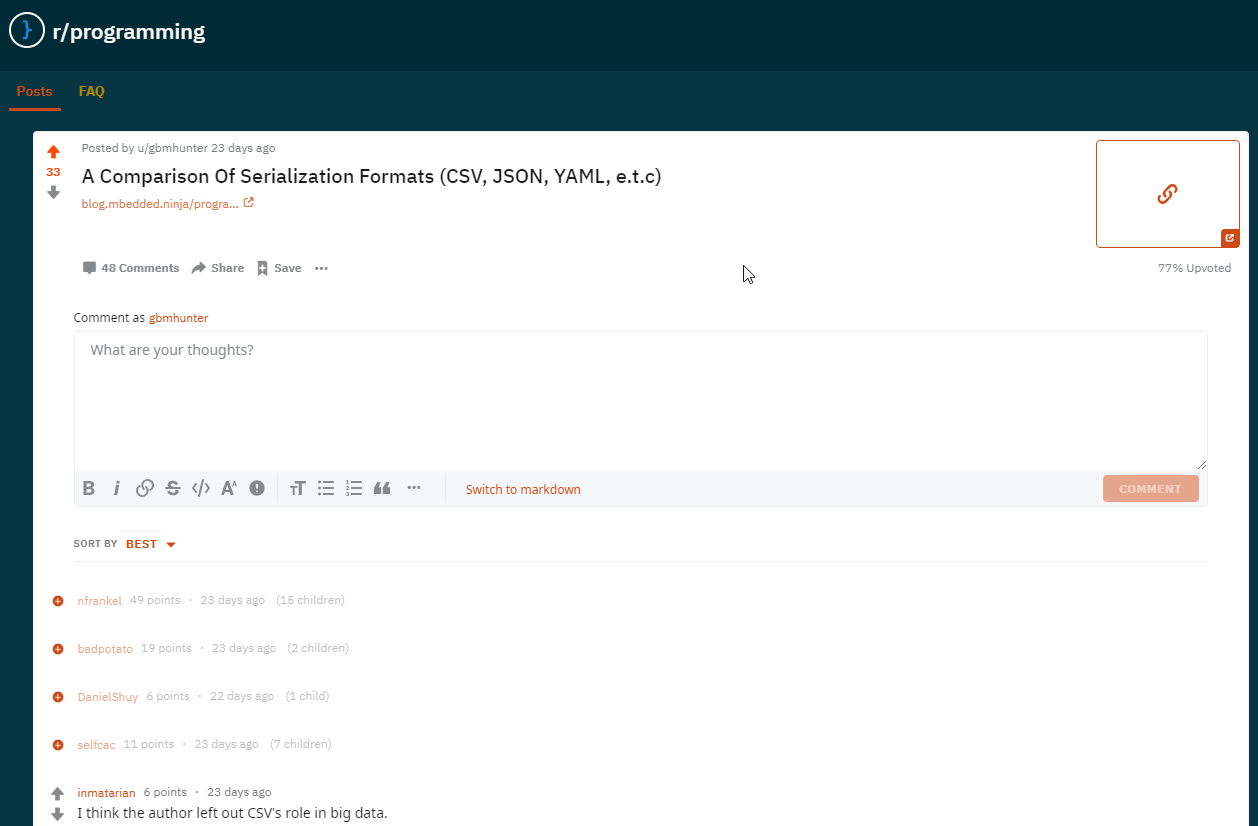 r/programming
Posts FAQ
Posted by u/gbmhunter 23 days ago
33
A Comparison Of Serialization Formats (CSV, JSON, YAML, e.t.c)
blog.mbedded.ninja/progra...
48 Comments Share Save ...
77% Upvoted
Comment as gbmhunter
What are your thoughts?
B i S </> A^ TT ... Switch to markdown COMMENT
SORT BY BEST
nfrankel 49 points · 23 days ago (15 children)
badpotato 19 points · 23 days ago (2 children)
DanielShuy 6 points · 22 days ago (1 child)
selfcac 11 points · 23 days ago (7 children)
inmatarian 6 points · 23 days ago
I think the author left out CSV's role in big data.